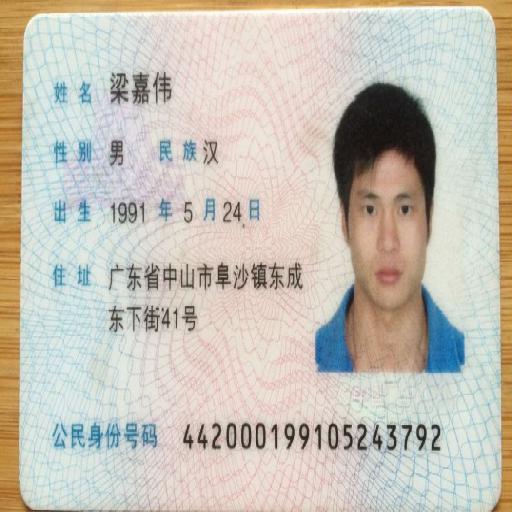 姓名 梁嘉伟
性别 男 民族 汉
出生 1991 年 5 月 24 日
住址 广东省中山市阜沙镇东成
东下街41号
公民身份号码 442000199105243792